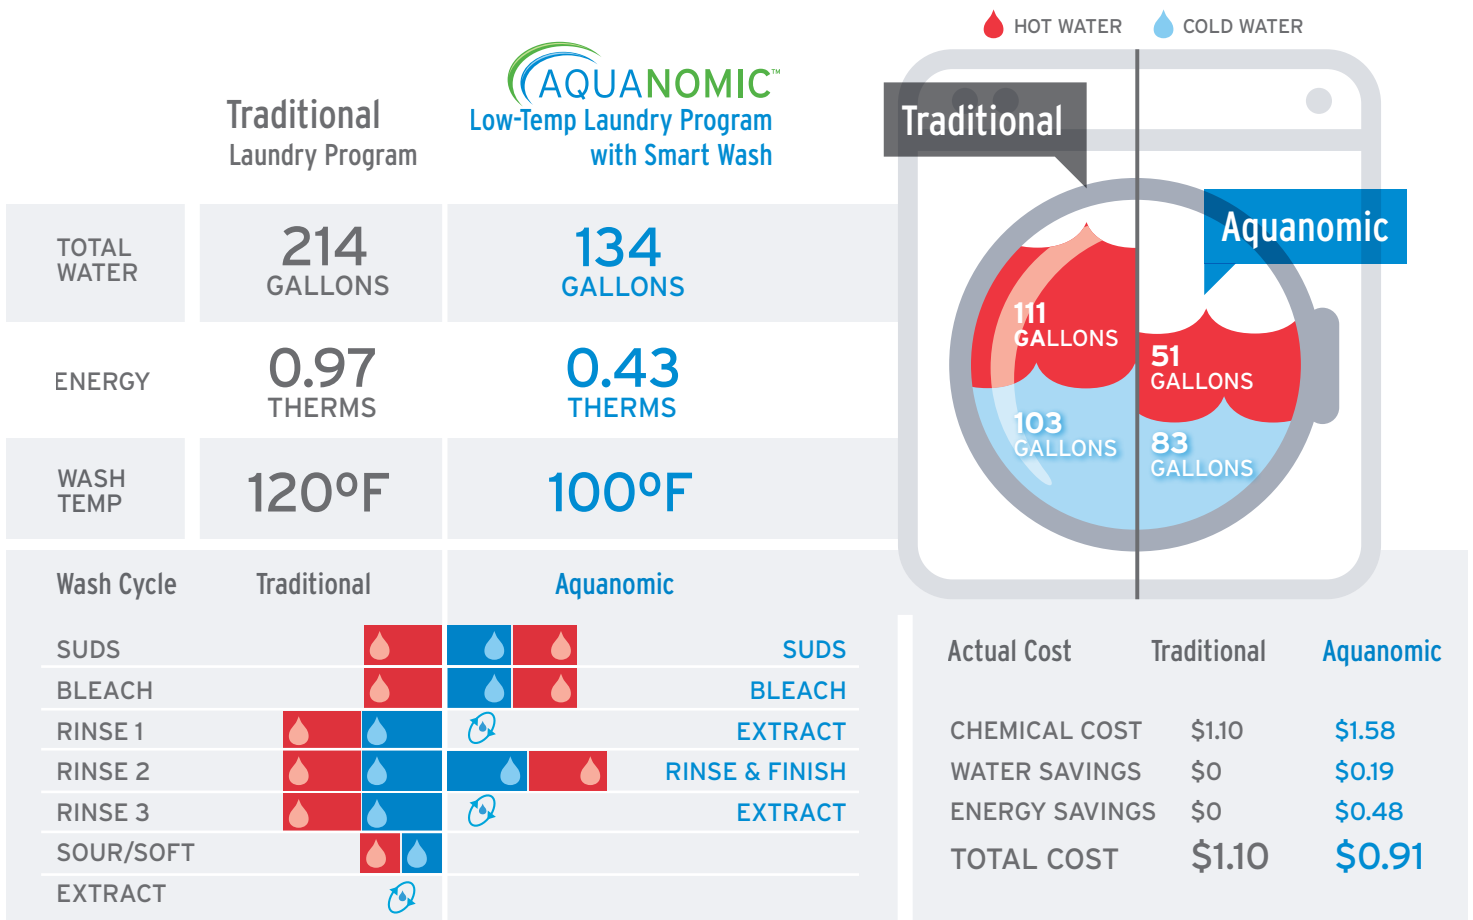 HOT WATER
COLD WATER
AQUANOMIC™
Low-Temp Laundry Program
with Smart Wash
Traditional
Laundry Program
TOTAL
WATER
214
GALLONS
134
GALLONS
ENERGY
0.97
THERMS
0.43
THERMS
WASH
TEMP
120ºF
100ºF
Traditional
Aquanomic
111
GALLONS
51
GALLONS
103
GALLONS
83
GALLONS
Wash Cycle Traditional Aquanomic
SUDS SUDS
BLEACH BLEACH
RINSE 1 EXTRACT
RINSE 2 RINSE & FINISH
RINSE 3 EXTRACT
SOUR/SOFT
EXTRACT
Actual Cost Traditional Aquanomic
CHEMICAL COST $1.10 $1.58
WATER SAVINGS $0 $0.19
ENERGY SAVINGS $0 $0.48
TOTAL COST $1.10 $0.91